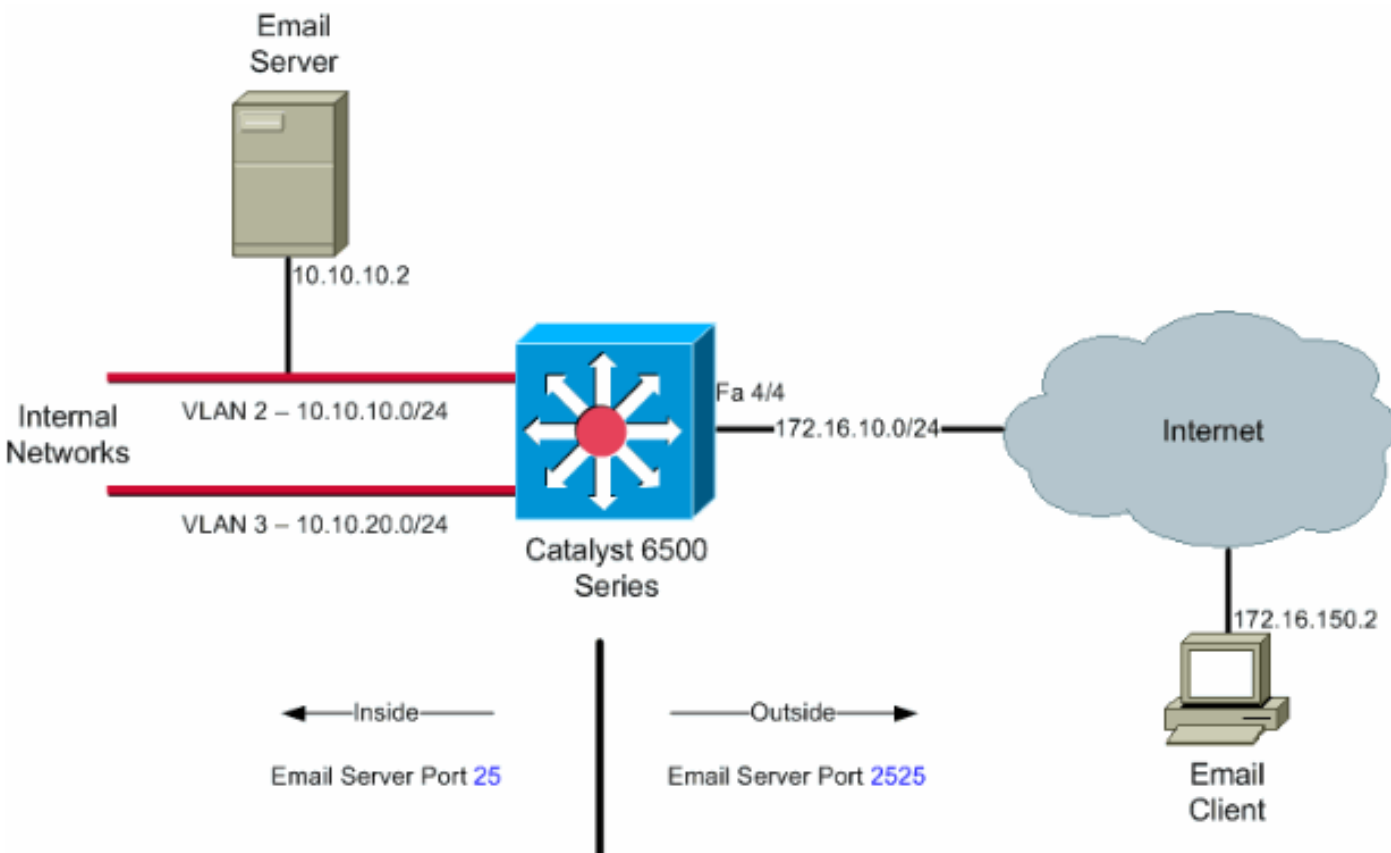 Email
Server
10.10.10.2
VLAN 2 – 10.10.10.0/24
Internal
Networks
VLAN 3 – 10.10.20.0/24
Catalyst 6500
Series
Fa 4/4
172.16.10.0/24
Internet
172.16.150.2
Email
Client
Inside
Email Server Port 25
Outside
Email Server Port 2525